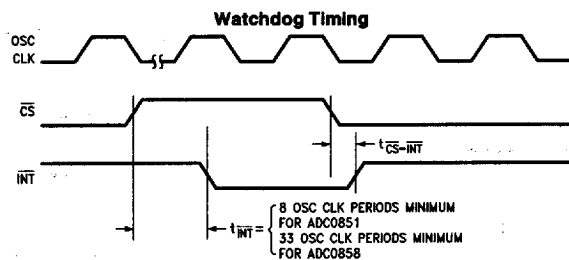 Watchdog Timing
OSC
CLK
CS
INT
tCS–INT
tINT =
8 OSC CLK PERIODS MINIMUM
FOR ADC0851
33 OSC CLK PERIODS MINIMUM
FOR ADC0858